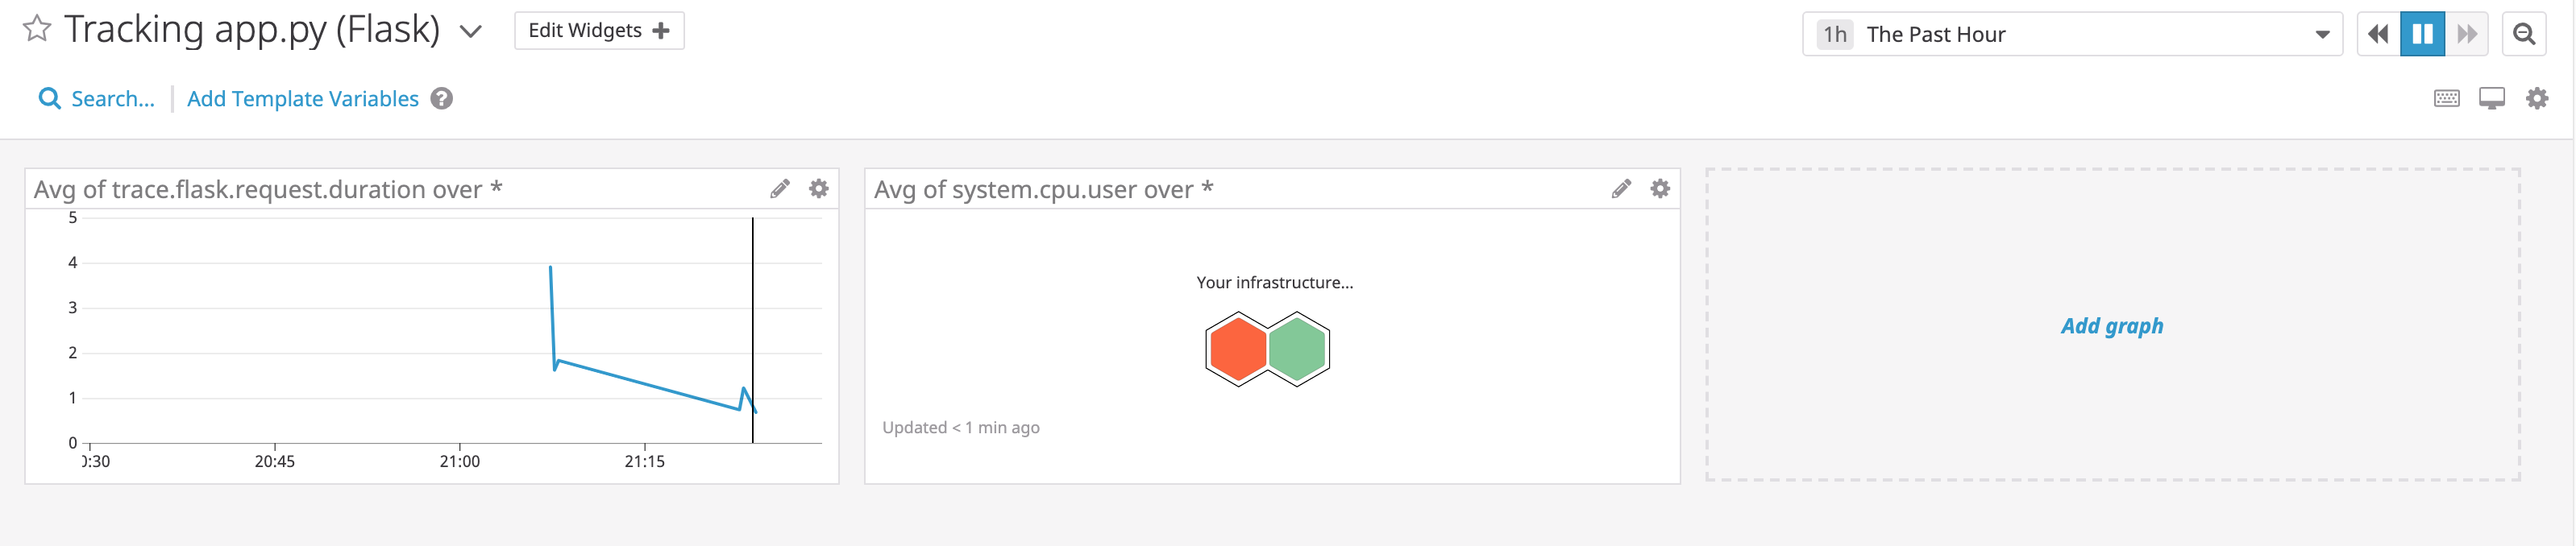 Tracking app.py (Flask)
Edit Widgets
1h The Past Hour
Search...
Add Template Variables ?
Avg of trace.flask.request.duration over *
5
4
3
2
1
0
0:30 20:45 21:00 21:15
Avg of system.cpu.user over *
Your infrastructure...
Updated < 1 min ago
Add graph